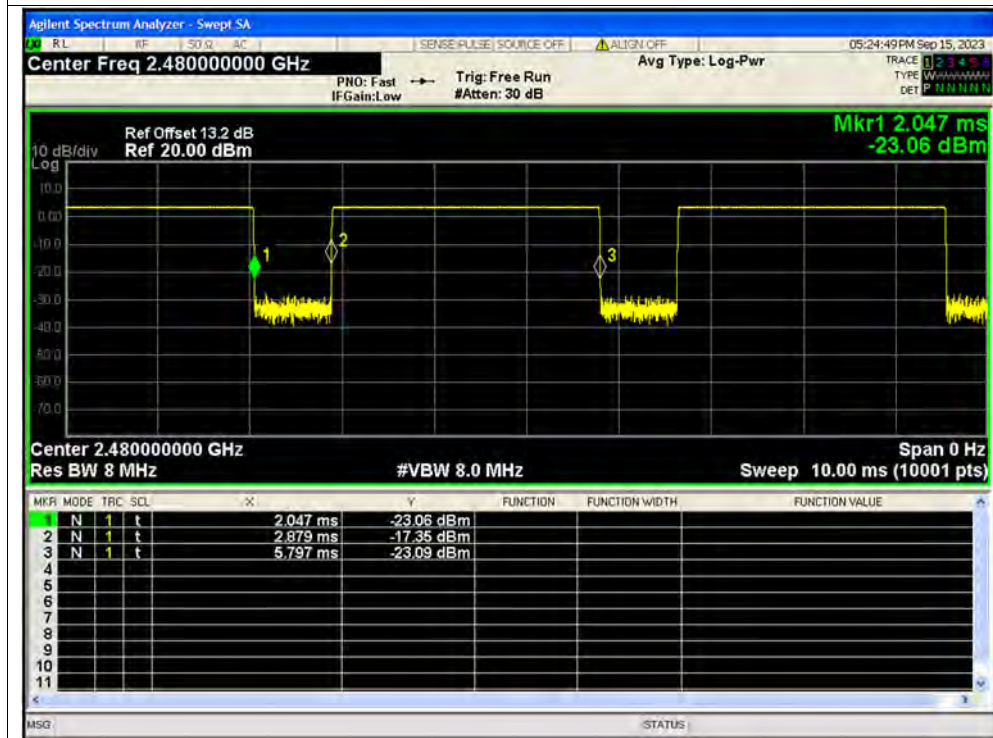 Agilent Spectrum Analyzer - Swept SA
RL RF 50 Ω AC SENSE:PULSE SOURCE OFF ALIGN OFF 05:24:49 PM Sep 15, 2023
Center Freq 2.480000000 GHz Avg Type: Log-Pwr TRACE 1 2 3 4 5 6
PNO: Fast Trig: Free Run TYPE W
IFGain:Low #Atten: 30 dB DET P N N N N N
Mkr1 2.047 ms
Ref Offset 13.2 dB
10 dB/div Ref 20.00 dBm -23.06 dBm
Log
10.0
0.00
-10.0
-20.0
-30.0
-40.0
-50.0
-60.0
-70.0
1
2
3
Center 2.480000000 GHz Span 0 Hz
Res BW 8 MHz #VBW 8.0 MHz Sweep 10.00 ms (10001 pts)
MKR MODE TRC SCL X Y FUNCTION FUNCTION WIDTH FUNCTION VALUE
1 N 1 t 2.047 ms -23.06 dBm
2 N 1 t 2.879 ms -17.35 dBm
3 N 1 t 5.797 ms -23.09 dBm
4
5
6
7
8
9
10
11
MSG STATUS